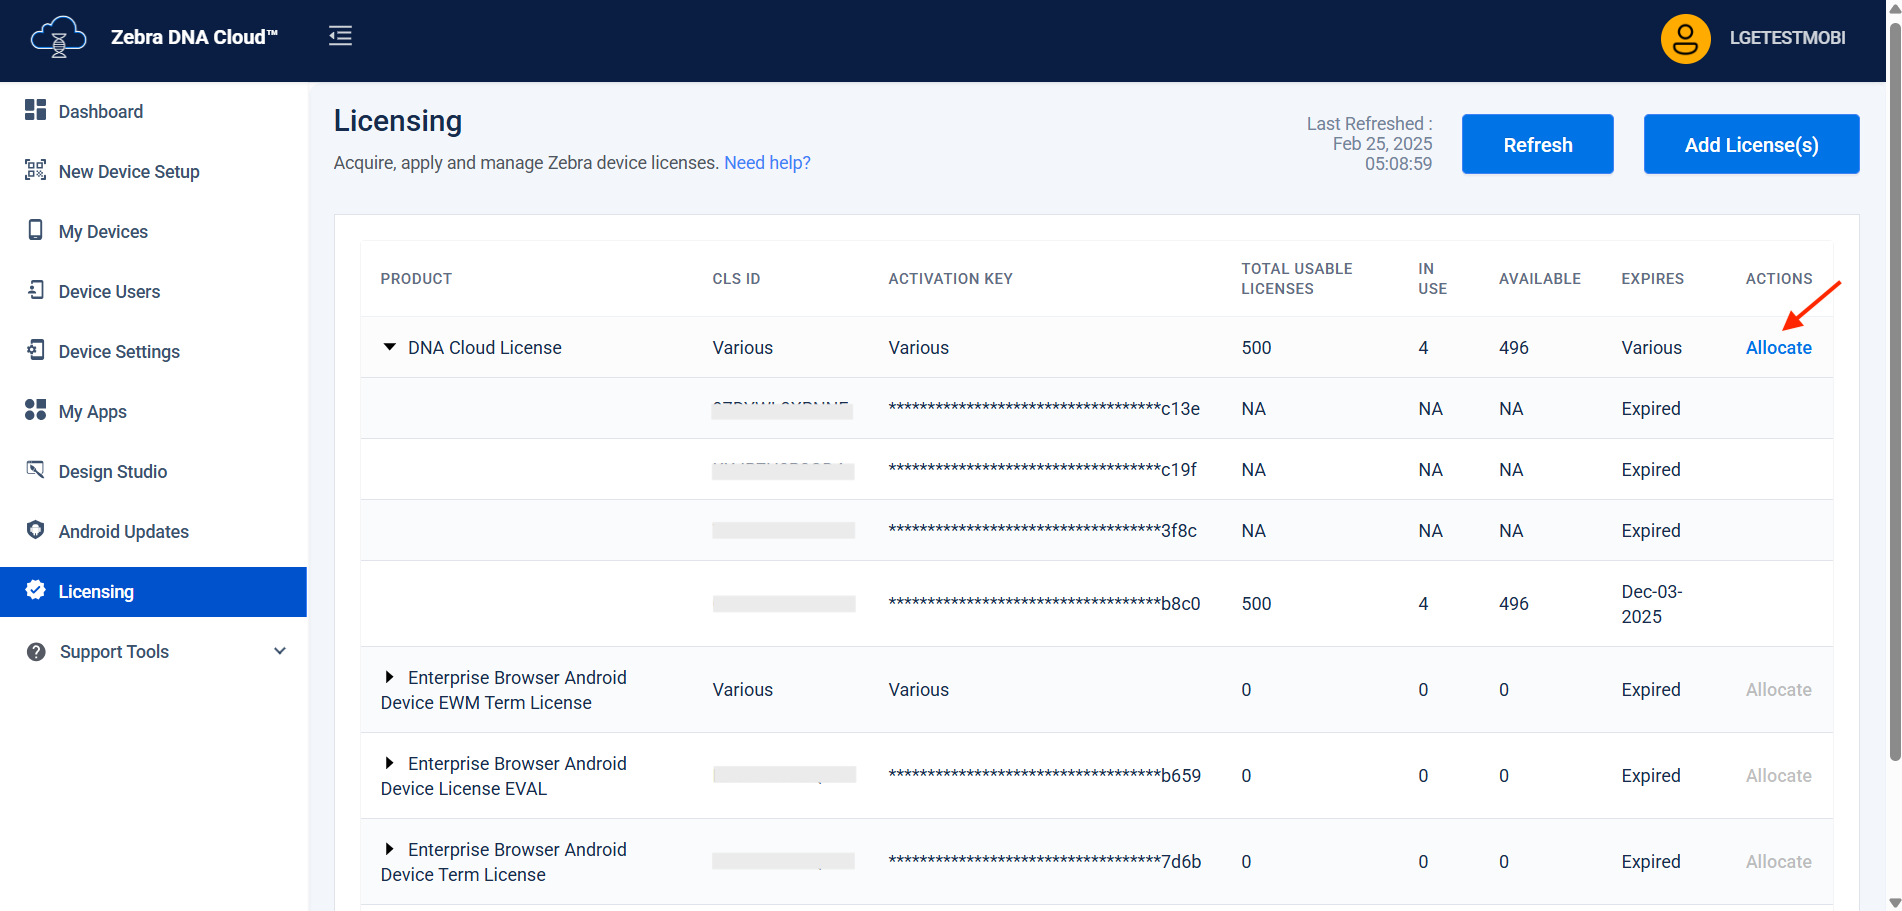 Zebra DNA Cloud™
LGETESTMOBI
Dashboard
New Device Setup
My Devices
Device Users
Device Settings
My Apps
Design Studio
Android Updates
Licensing
Support Tools
Licensing
Acquire, apply and manage Zebra device licenses. Need help?
Last Refreshed :
Feb 25, 2025
05:08:59
Refresh
Add License(s)
PRODUCT CLS ID ACTIVATION KEY TOTAL USABLE LICENSES IN USE AVAILABLE EXPIRES ACTIONS
DNA Cloud License Various Various 500 4 496 Various Allocate
***********************************c13e NA NA NA Expired
***********************************c19f NA NA NA Expired
***********************************3f8c NA NA NA Expired
***********************************b8c0 500 4 496 Dec-03-2025
Enterprise Browser Android
Device EWM Term License Various Various 0 0 0 Expired Allocate
Enterprise Browser Android
Device License EVAL ***********************************b659 0 0 0 Expired Allocate
Enterprise Browser Android
Device Term License ***********************************7d6b 0 0 0 Expired Allocate